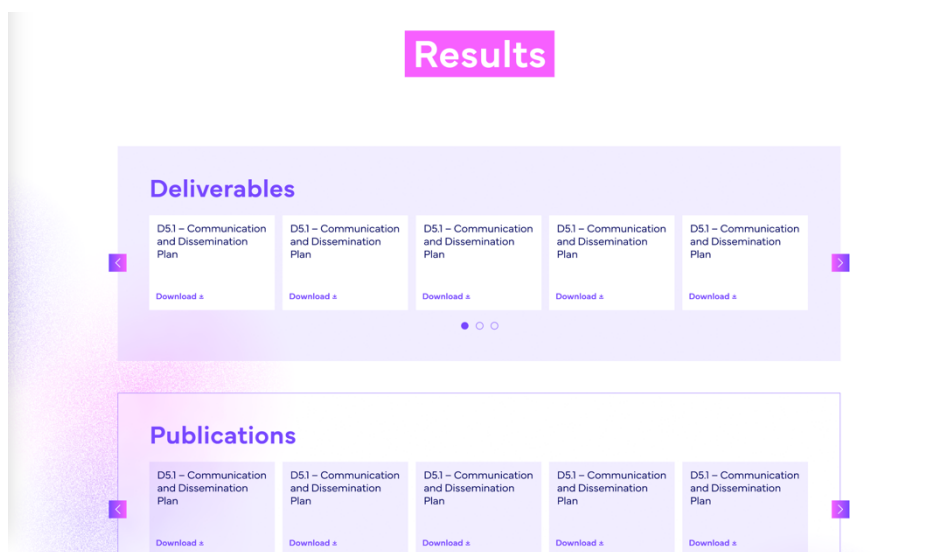 Results
Deliverables
D5.1 – Communication
and Dissemination
Plan
Download
D5.1 – Communication
and Dissemination
Plan
Download
D5.1 – Communication
and Dissemination
Plan
Download
D5.1 – Communication
and Dissemination
Plan
Download
D5.1 – Communication
and Dissemination
Plan
Download
Publications
D5.1 – Communication
and Dissemination
Plan
Download
D5.1 – Communication
and Dissemination
Plan
Download
D5.1 – Communication
and Dissemination
Plan
Download
D5.1 – Communication
and Dissemination
Plan
Download
D5.1 – Communication
and Dissemination
Plan
Download